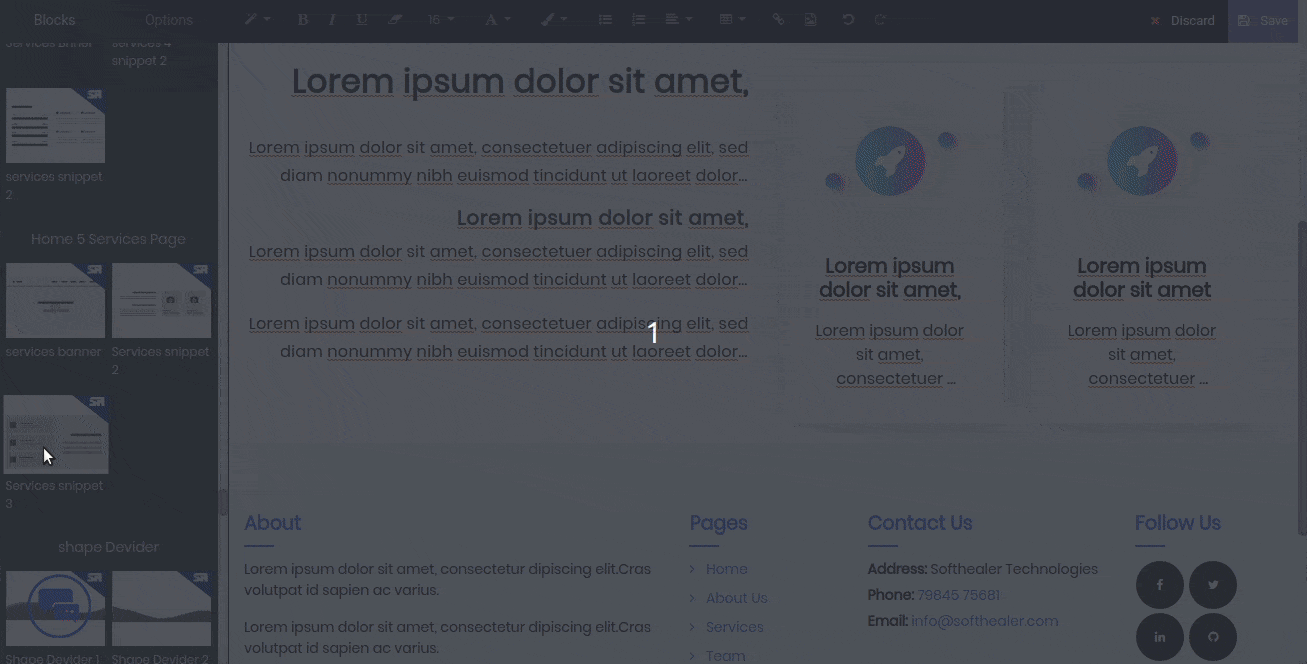 Blocks
Options
B I U
16
A
Discard
Save
services 4
snippet 2
services snippet
2
Home 5 Services Page
services banner
Services snippet
2
Services snippet
3
shape Devider
Shape Devider 1
Shape Devider 2
Lorem ipsum dolor sit amet,
Lorem ipsum dolor sit amet, consectetuer adipiscing elit, sed
diam nonummy nibh euismod tincidunt ut laoreet dolor...
Lorem ipsum dolor sit amet,
Lorem ipsum dolor sit amet, consectetuer adipiscing elit, sed
diam nonummy nibh euismod tincidunt ut laoreet dolor...
Lorem ipsum dolor sit amet, consectetuer adipiscing elit, sed
diam nonummy nibh euismod tincidunt ut laoreet dolor...
1
Lorem ipsum
dolor sit amet,
Lorem ipsum dolor
sit amet,
consectetuer ...
Lorem ipsum
dolor sit amet
Lorem ipsum dolor
sit amet,
consectetuer ...
About
Lorem ipsum dolor sit amet, consectetur dipiscing elit.Cras
volutpat id sapien ac varius.
Lorem ipsum dolor sit amet, consectetur dipiscing elit.Cras
volutpat id sapien ac varius.
Pages
Home
About Us
Services
Team
Contact Us
Address: Softhealer Technologies
Phone: 79845 75681
Email: info@softhealer.com
Follow Us